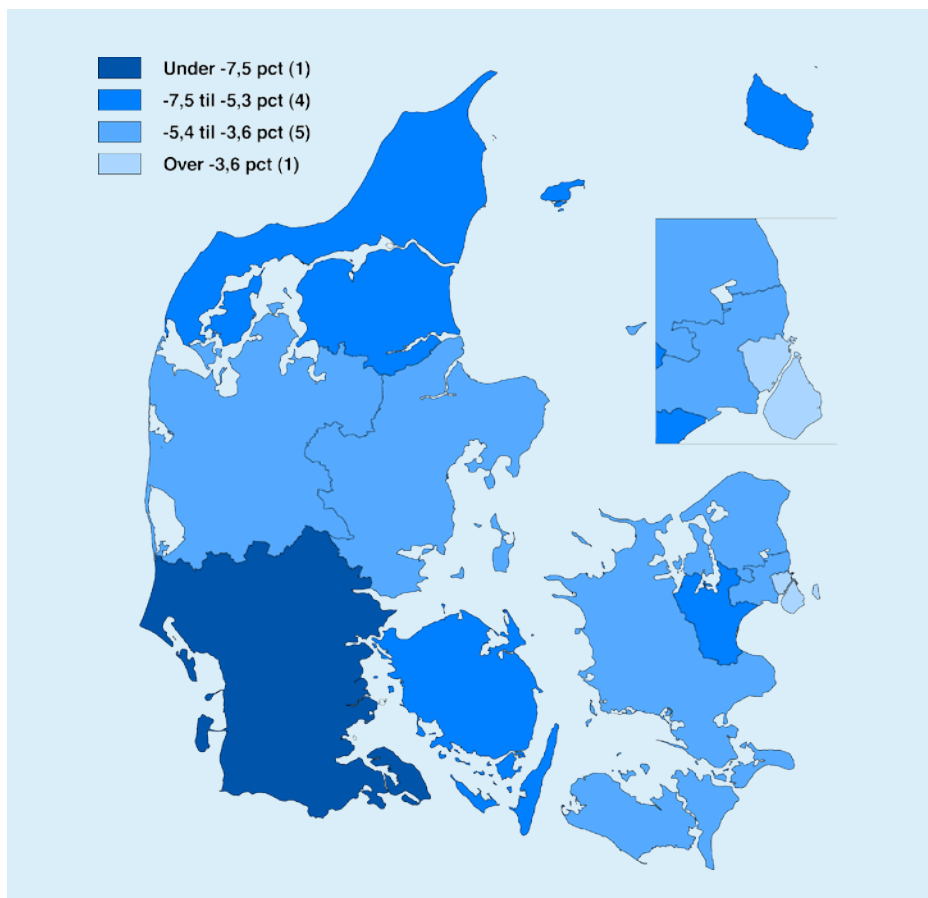 Under -7,5 pct (1)
-7,5 til -5,3 pct (4)
-5,4 til -3,6 pct (5)
Over -3,6 pct (1)